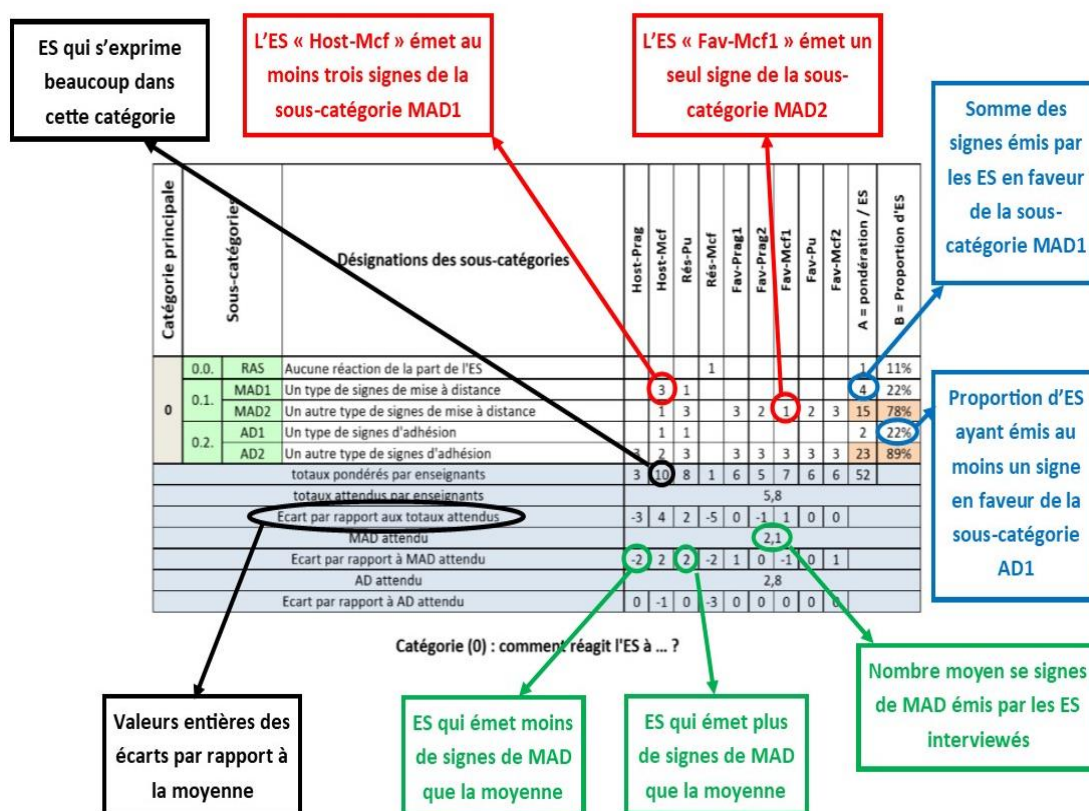 ES qui s'exprime
beaucoup dans
cette catégorie
L'ES « Host-Mcf » émet au
moins trois signes de la
sous-catégorie MAD1
L'ES « Fav-Mcf1 » émet un
seul signe de la sous-
catégorie MAD2
Somme des
signes émis par
les ES en faveur
de la sous-
catégorie MAD1
Catégorie principale
Sous-catégories
Désignations des sous-catégories
Host-Prag
Host-Mcf
Rés-Pu
Rés-Mcf
Fav-Prag1
Fav-Prag2
Fav-Mcf1
Fav-Pu
Fav-Mcf2
A = pondération / ES
B = Proportion d'ES
0
0.0. RAS Aucune réaction de la part de l'ES 1 1 11%
0.1.
MAD1 Un type de signes de mise à distance 3 1 4 22%
MAD2 Un autre type de signes de mise à distance 1 3 3 2 1 2 3 15 78%
0.2.
AD1 Un type de signes d'adhésion 1 1 2 22%
AD2 Un autre type de signes d'adhésion 3 2 3 3 3 3 3 3 23 89%
totaux pondérés par enseignants 3 10 8 1 6 5 7 6 6 52
totaux attendus par enseignants 5,8
Ecart par rapport aux totaux attendus -3 4 2 -5 0 -1 1 0 0
MAD attendu 2,1
Ecart par rapport à MAD attendu -2 2 2 -2 1 0 -1 0 1
AD attendu 2,8
Ecart par rapport à AD attendu 0 -1 0 -3 0 0 0 0 0
Proportion d'ES
ayant émis au
moins un signe
en faveur de la
sous-catégorie
AD1
Catégorie (0) : comment réagit l'ES à ... ?
Valeurs entières des
écarts par rapport à
la moyenne
ES qui émet moins
de signes de MAD
que la moyenne
ES qui émet plus
de signes de MAD
que la moyenne
Nombre moyen se signes
de MAD émis par les ES
interviewés